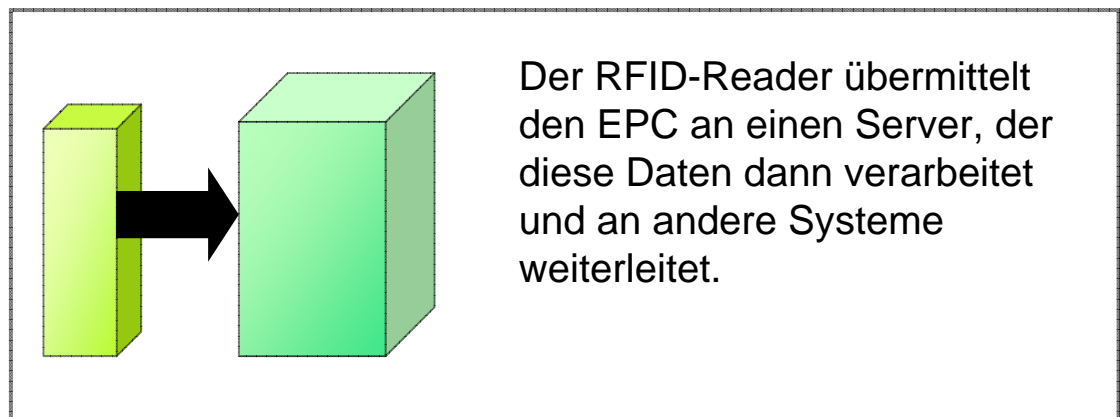 Der RFID-Reader übermittelt
den EPC an einen Server, der
diese Daten dann verarbeitet
und an andere Systeme
weiterleitet.